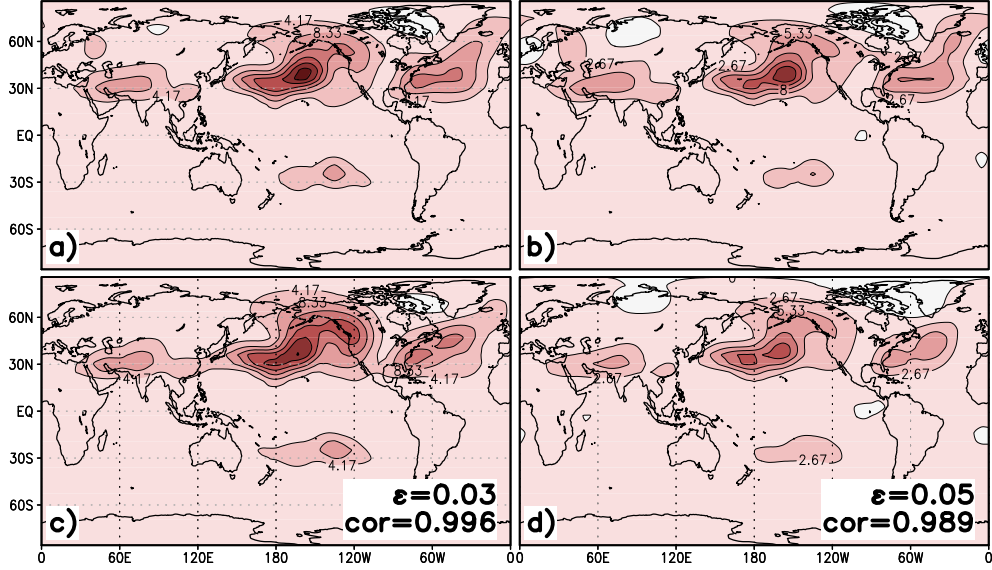 4.17
8.33
60N
4.17
30N
4.17
EQ
30S
60S
a)
5.33
2.67
2.67
2.67
8
2.67
b)
4.17
8.33
60N
30N
4.17
8.33
4.17
EQ
30S
4.17
60S
c)
ε=0.03
cor=0.996
0
60E
120E
180
120W
60W
0
2.67
5.33
2.67
2.67
2.67
d)
ε=0.05
cor=0.989
60E
120E
180
120W
60W
0